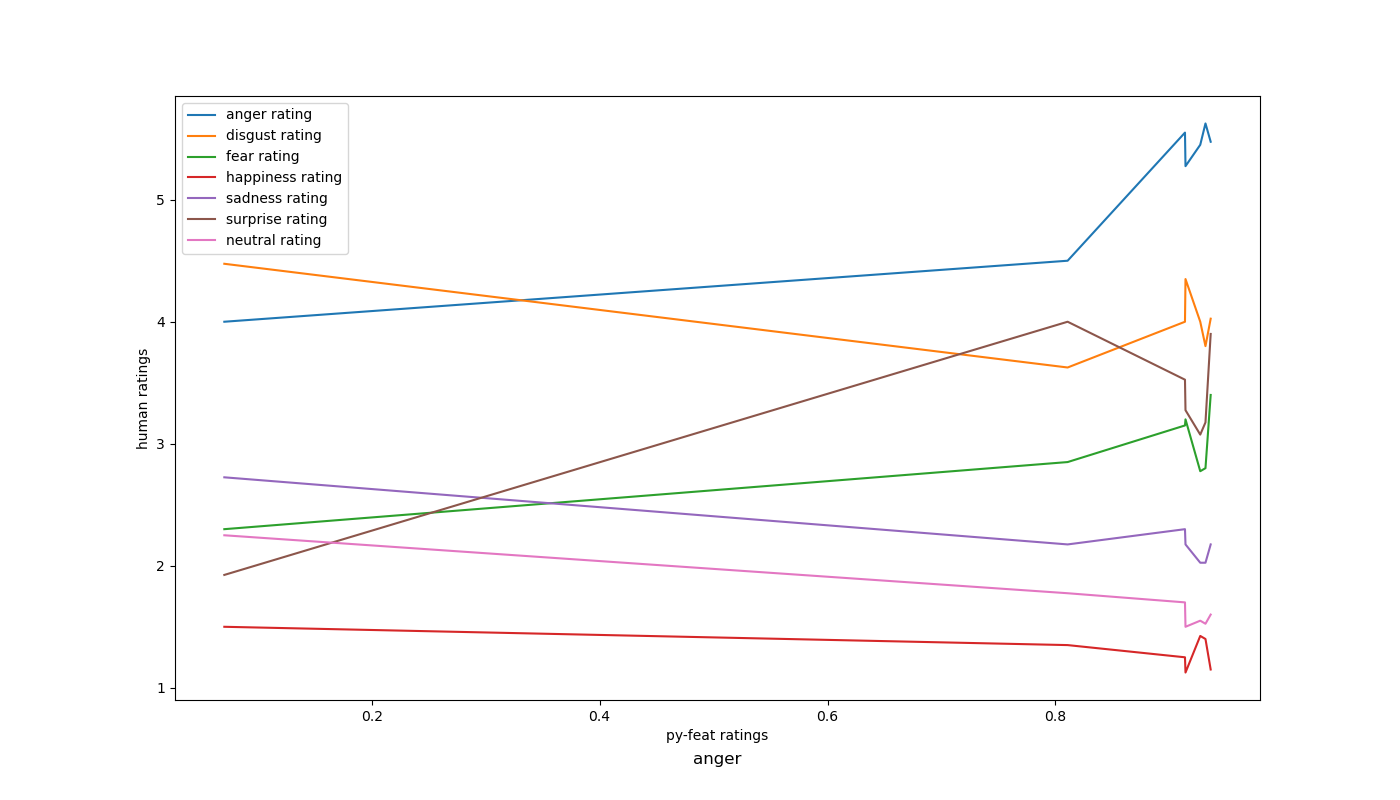 anger rating
disgust rating
fear rating
happiness rating
sadness rating
surprise rating
neutral rating
5
4
3
2
1
human ratings
0.2 0.4 0.6 0.8
py-feat ratings
anger